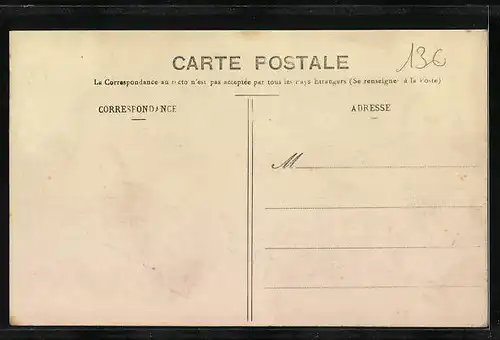 CARTE POSTALE
13€
La Correspondance au recto n'est pas acceptée par tous les pays Étrangers (Se renseigner à la Poste)
CORRESPONDANCE
ADRESSE
M